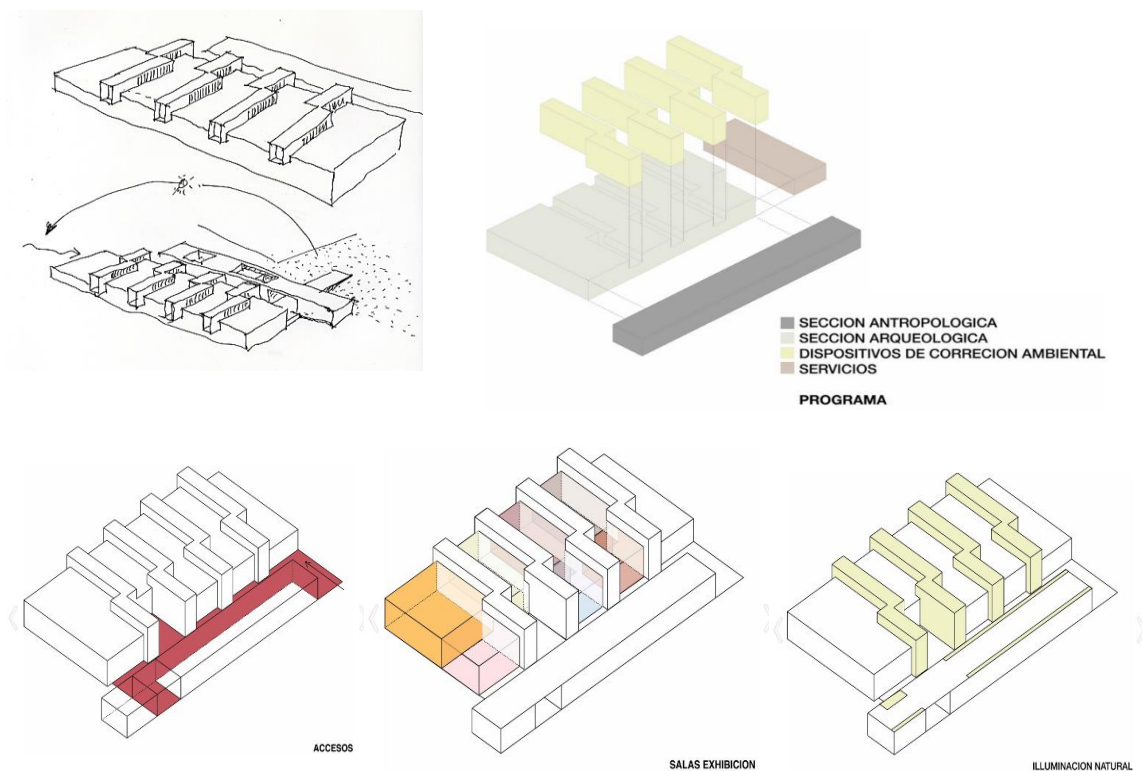 SECCION ANTROPOLOGICA
SECCION ARQUEOLOGICA
DISPOSITIVOS DE CORRECION AMBIENTAL
SERVICIOS
PROGRAMA
ACCESOS
SALAS EXHIBICION
ILLUMINACION NATURAL